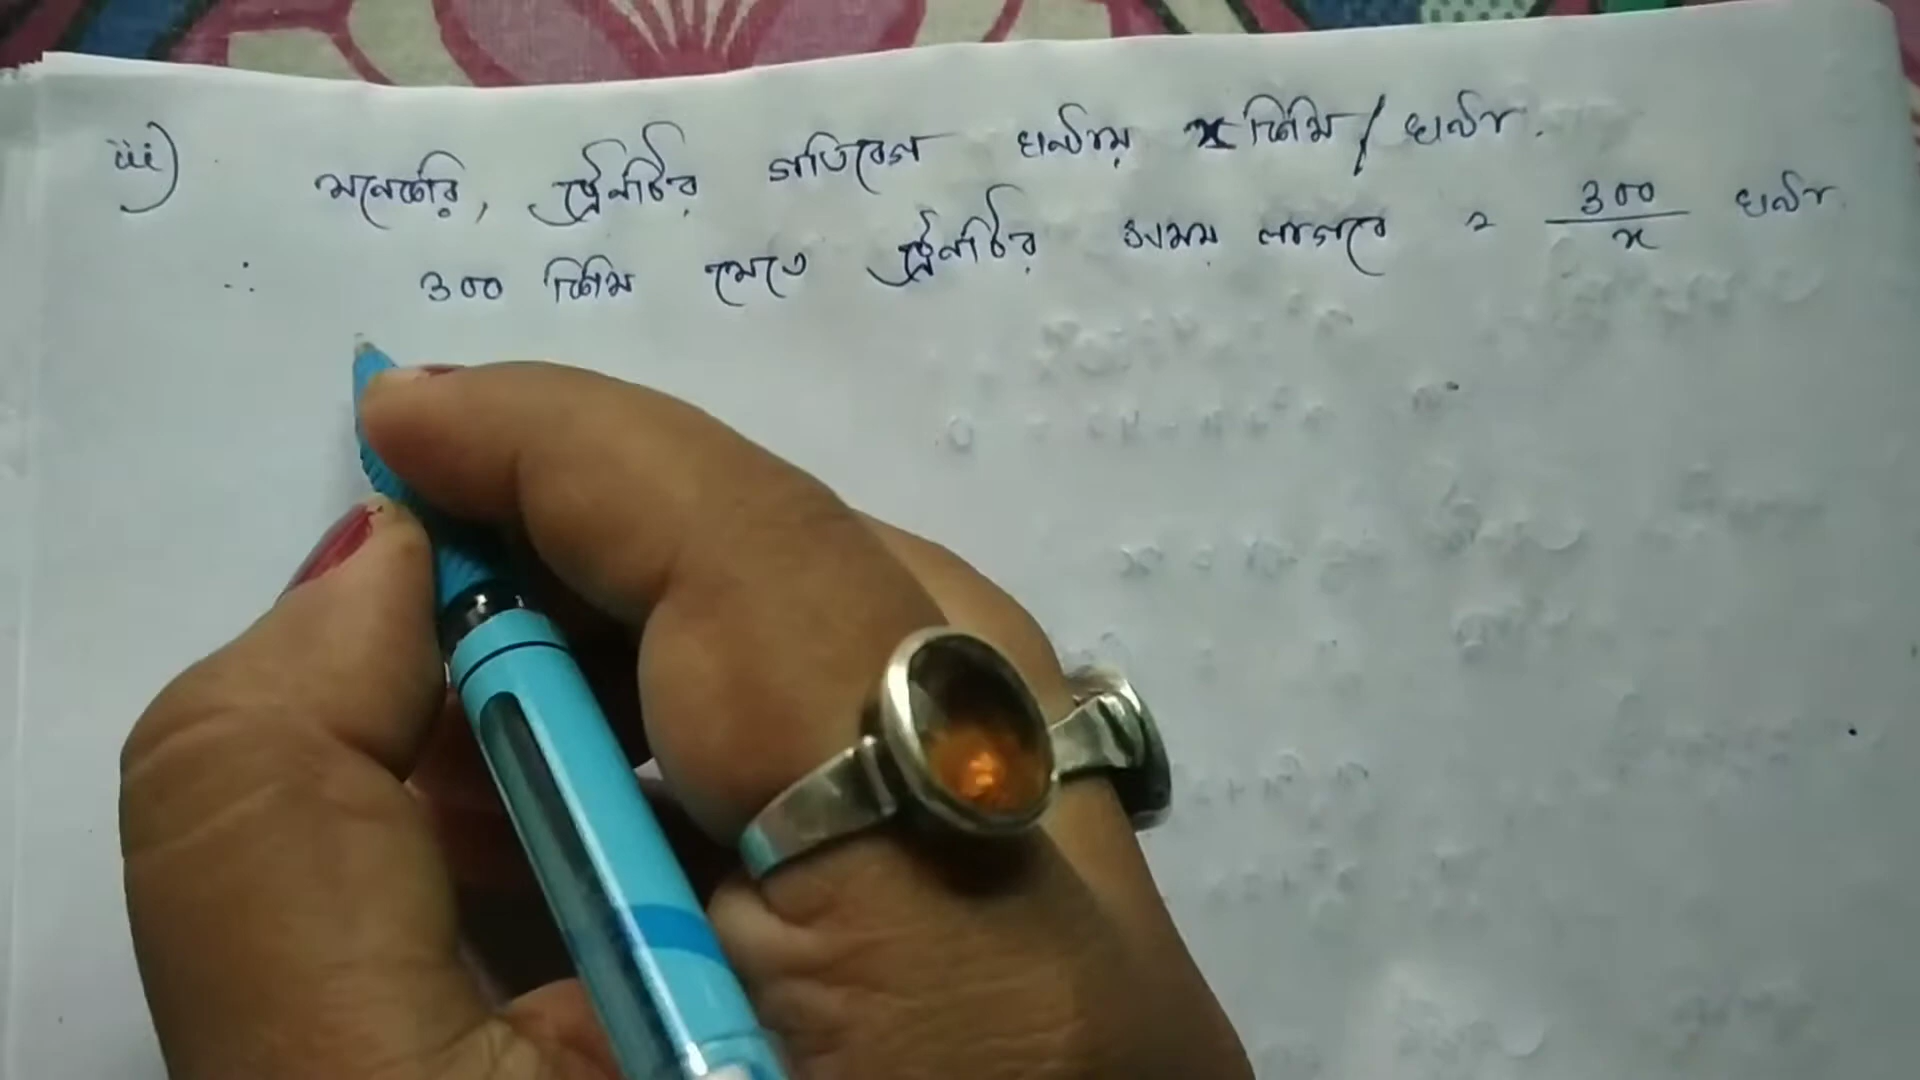 iii) মনেকরি, ট্রেনটির গতিবেগ ঘন্টায় x কিমি / ঘন্টা.
∴ 300 কিমি যেতে ট্রেনটির সময় লাগবে = 300/x ঘন্টা